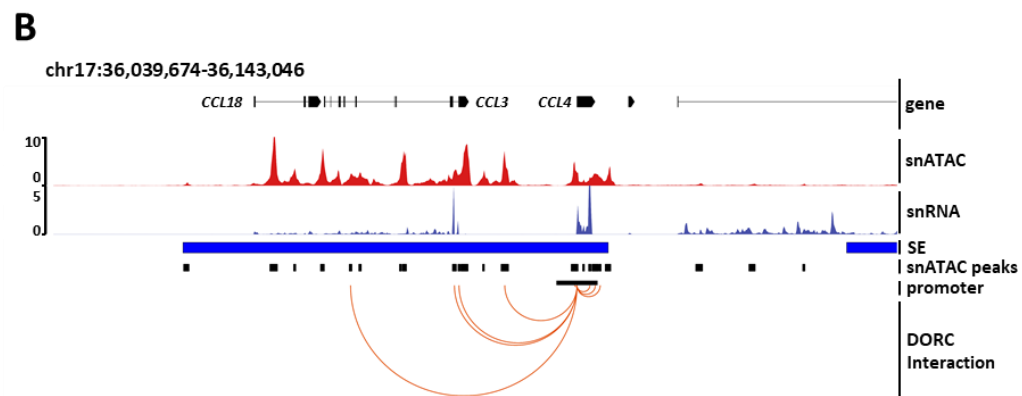 B
chr17:36,039,674-36,143,046
CCL18 CCL3 CCL4 gene
10 snATAC
0
5 snRNA
0
SE
snATAC peaks
promoter
DORC
Interaction